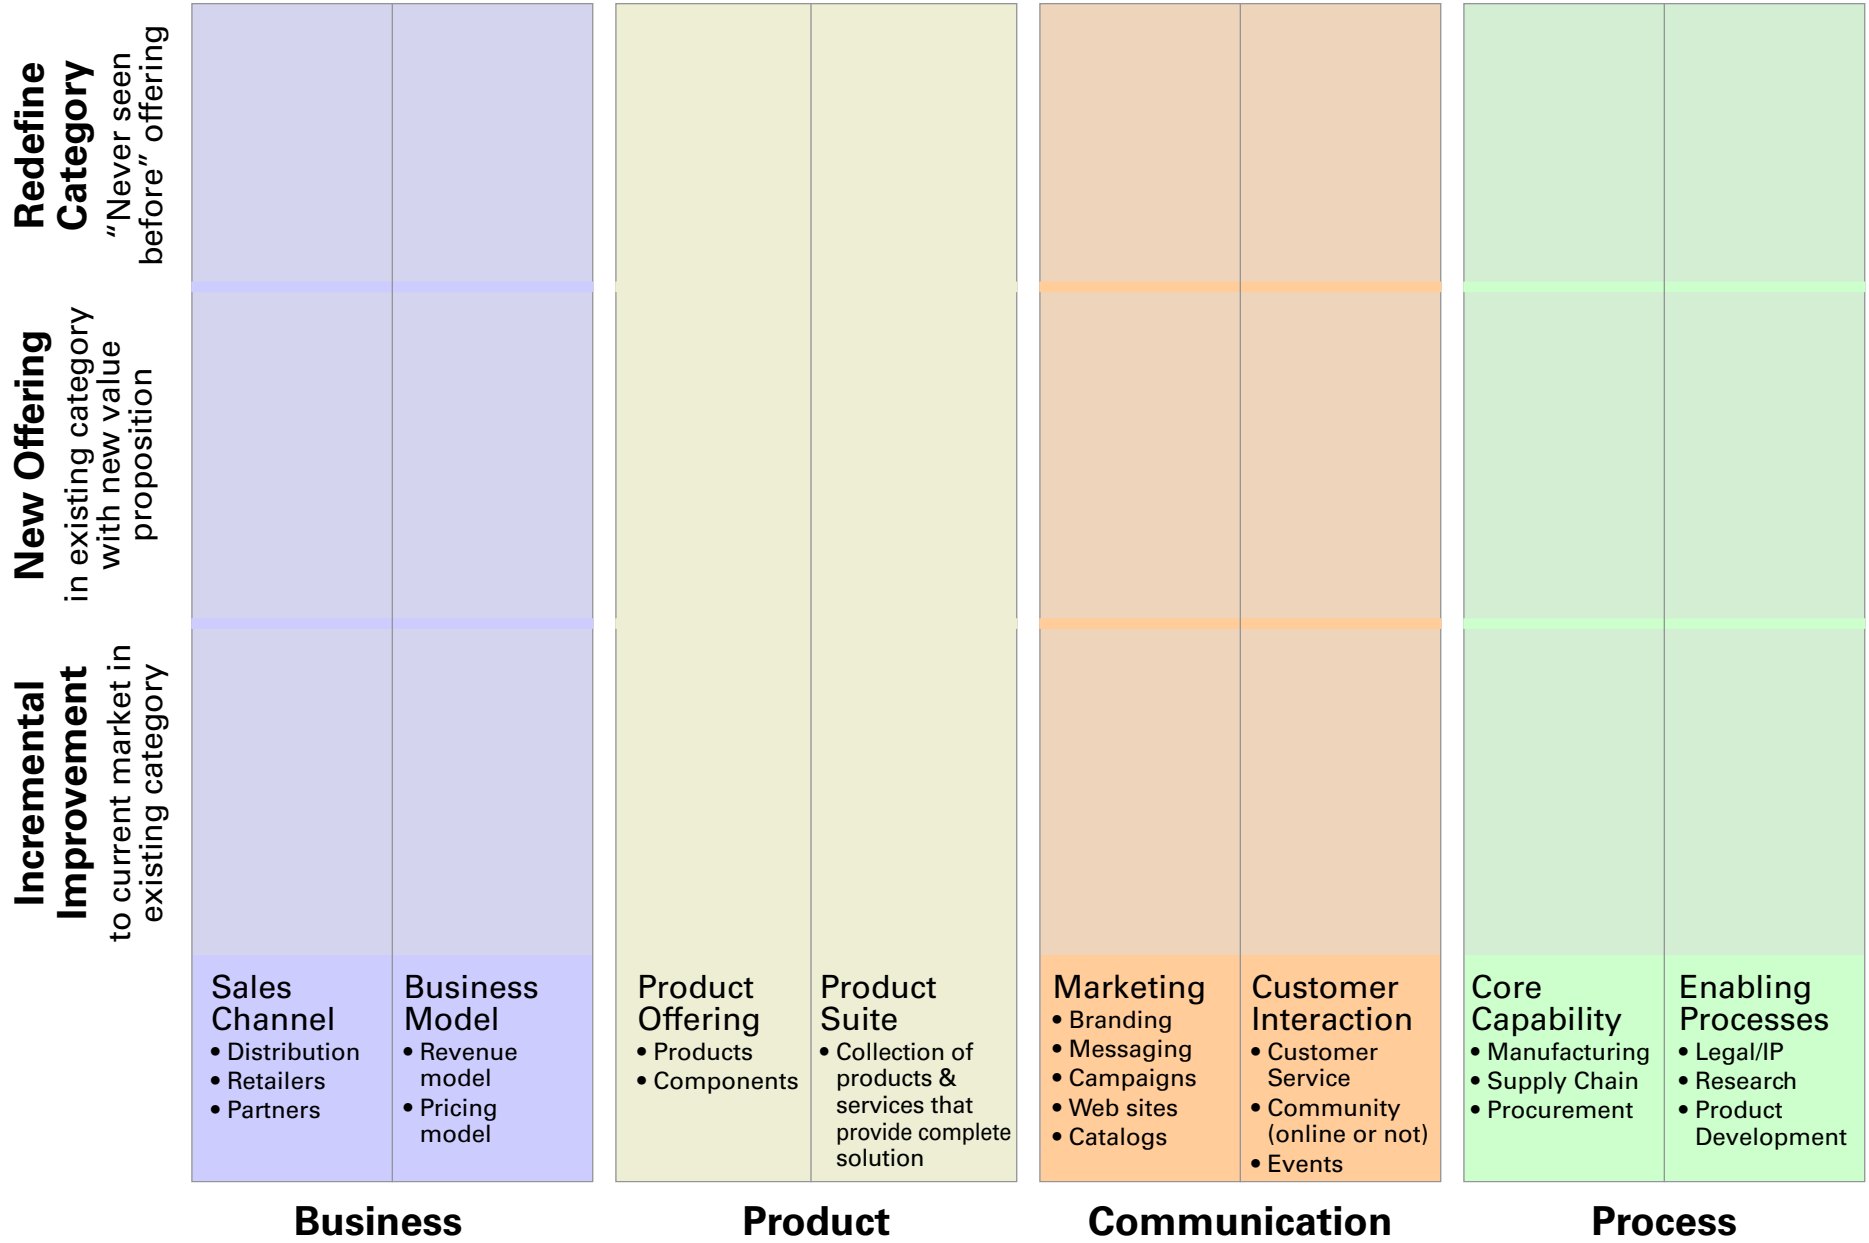 Redefine
Category
“Never seen
before” offering
New Offering
in existing category
with new value
proposition
Incremental
Improvement
to current market in
existing category
Sales
Channel
• Distribution
• Retailers
• Partners
Business
Model
• Revenue
model
• Pricing
model
Product
Offering
• Products
• Components
Product
Suite
• Collection of
products &
services that
provide complete
solution
Marketing
• Branding
• Messaging
• Campaigns
• Web sites
• Catalogs
Customer
Interaction
• Customer
Service
• Community
(online or not)
• Events
Core
Capability
• Manufacturing
• Supply Chain
• Procurement
Enabling
Processes
• Legal/IP
• Research
• Product
Development
Business
Product
Communication
Process